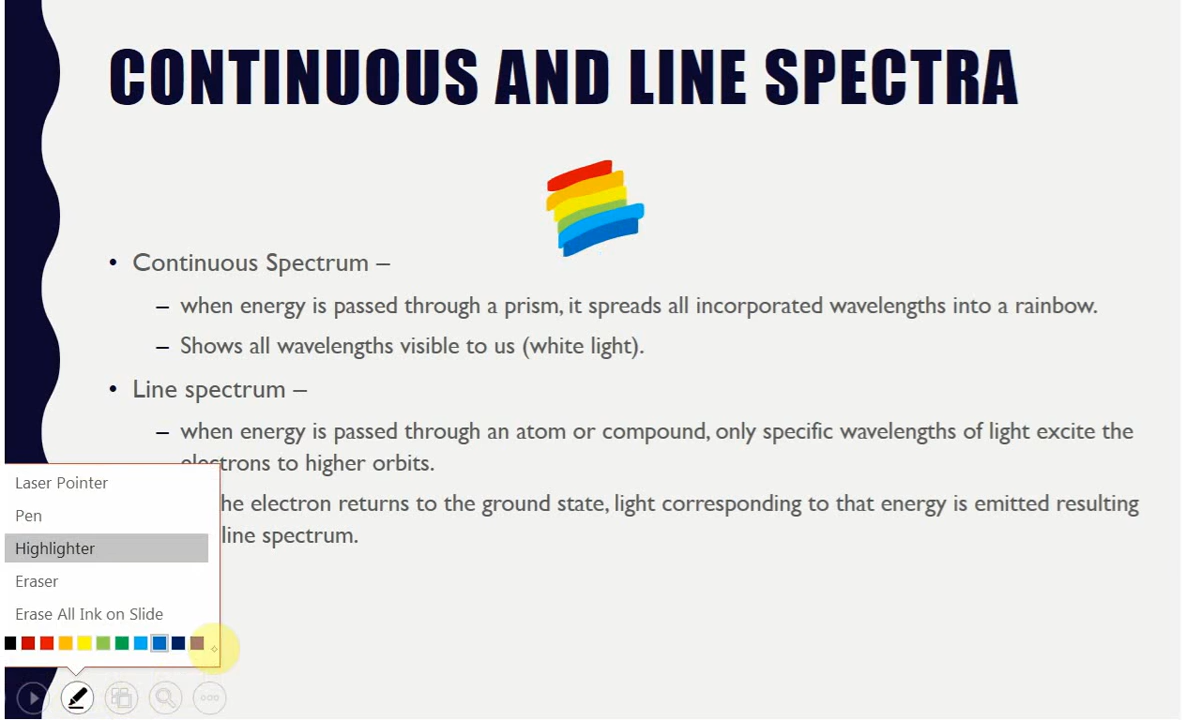 CONTINUOUS AND LINE SPECTRA
• Continuous Spectrum –
– when energy is passed through a prism, it spreads all incorporated wavelengths into a rainbow.
– Shows all wavelengths visible to us (white light).
• Line spectrum –
– when energy is passed through an atom or compound, only specific wavelengths of light excite the
electrons to higher orbits.
he electron returns to the ground state, light corresponding to that energy is emitted resulting
line spectrum.
Laser Pointer
Pen
Highlighter
Eraser
Erase All Ink on Slide